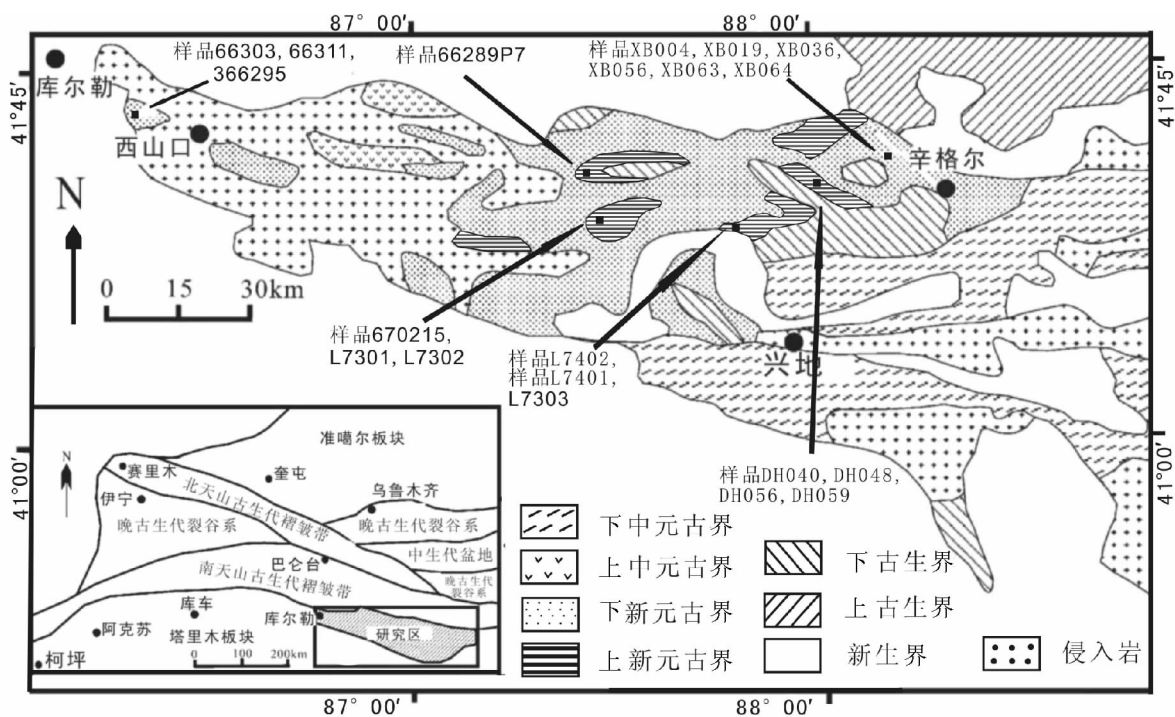 87° 00′
88° 00′
41°45′
41°45′
样品66303, 66311,
366295
样品66289P7
样品XB004, XB019, XB036,
XB056, XB063, XB064
库尔勒
西山口
辛格尔
N
0 15 30km
样品670215,
L7301, L7302
样品L7402,
样品L7401,
L7303
兴地
样品DH040, DH048,
DH056, DH059
41°00′
41°00′
N
准噶尔板块
赛里木
奎屯
伊宁
北天山古生代褶皱带
乌鲁木齐
晚古生代裂谷系
晚古生代裂谷系
中生代盆地
巴仑台
晚古生代
裂谷系
南天山古生代褶皱带
库车
库尔勒
阿克苏
塔里木板块
研究区
柯坪
0 100 200km
下中元古界
上中元古界
下新元古界
上新元古界
下古生界
上古生界
新生界
侵入岩
87° 00′
88° 00′